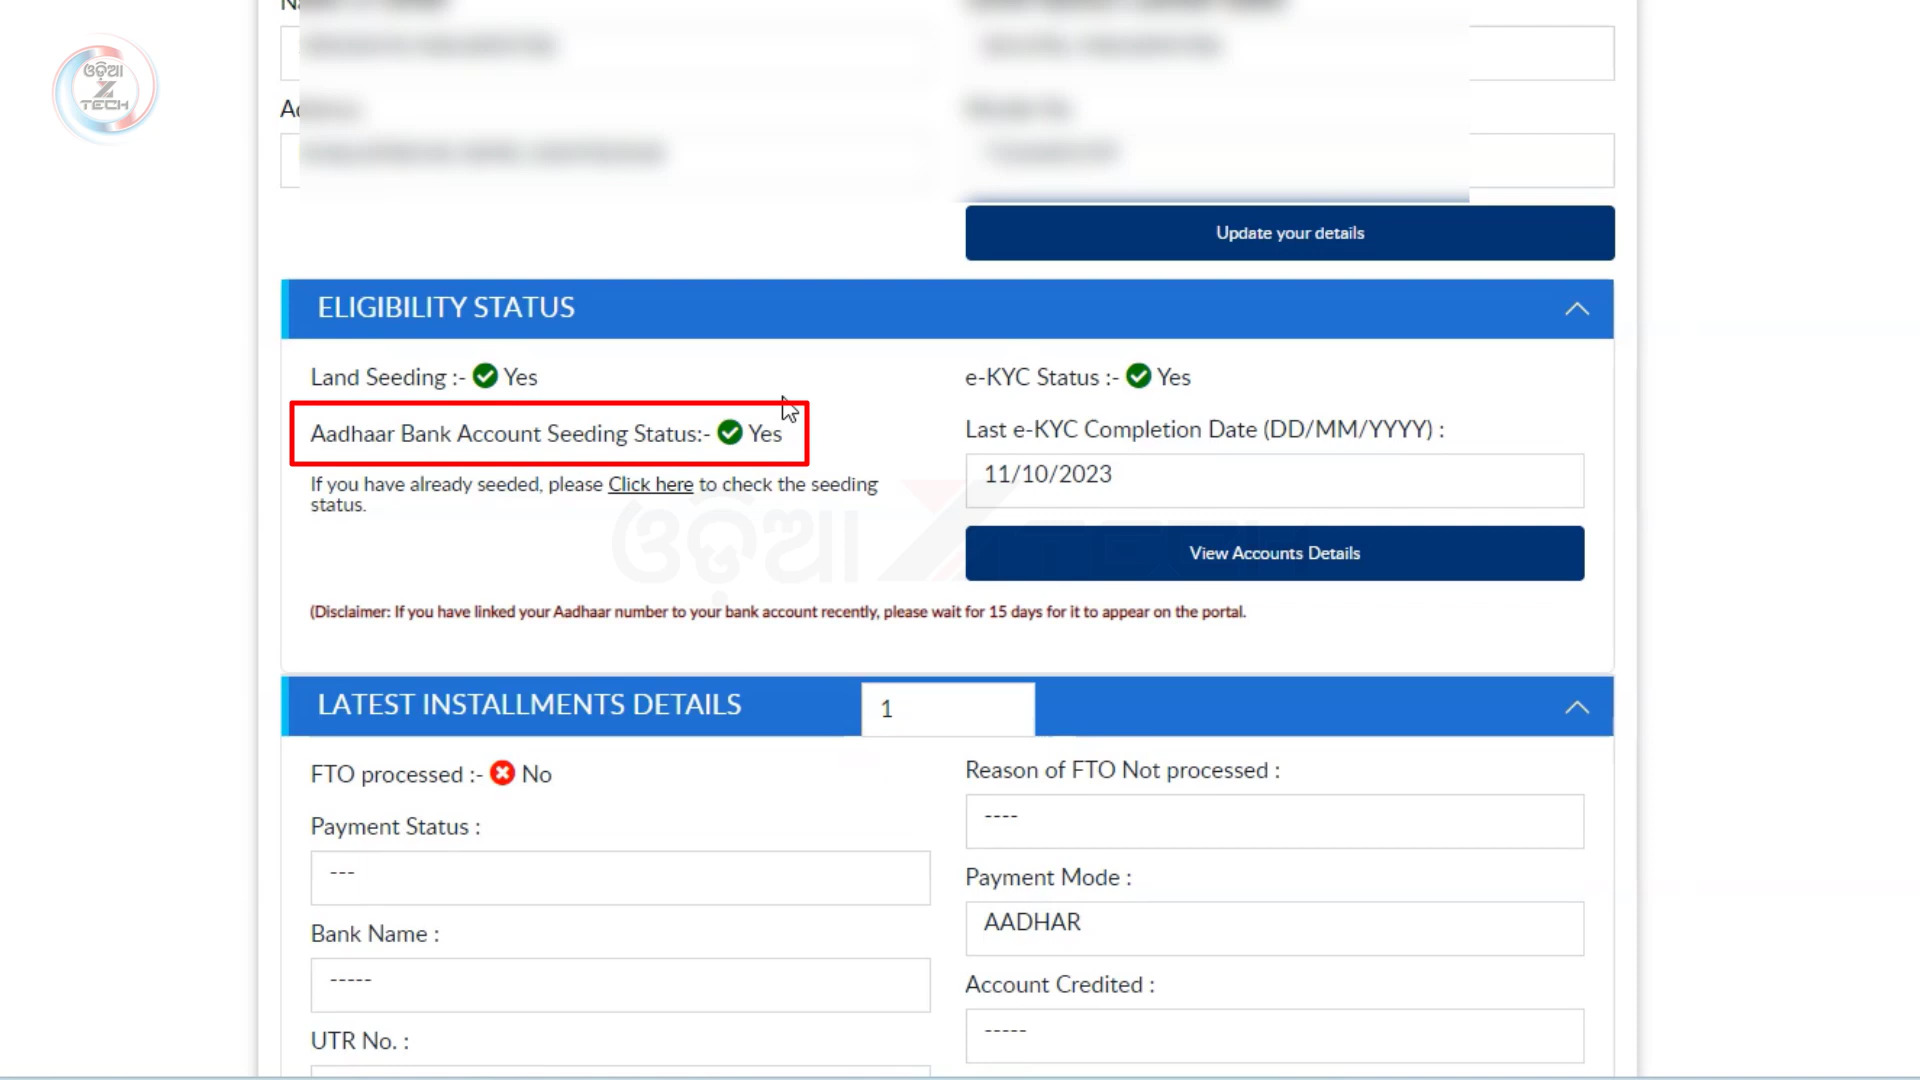 ଓଡ଼ିଆ
Z
TECH
Update your details
ELIGIBILITY STATUS
Land Seeding :- Yes
e-KYC Status :- Yes
Aadhaar Bank Account Seeding Status:- Yes
Last e-KYC Completion Date (DD/MM/YYYY) :
11/10/2023
If you have already seeded, please Click here to check the seeding
status.
ଓଡ଼ିଆ Z TECH
View Accounts Details
(Disclaimer: If you have linked your Aadhaar number to your bank account recently, please wait for 15 days for it to appear on the portal.
LATEST INSTALLMENTS DETAILS
1
FTO processed :- No
Reason of FTO Not processed :
----
Payment Status :
---
Payment Mode :
AADHAR
Bank Name :
-----
Account Credited :
-----
UTR No. :